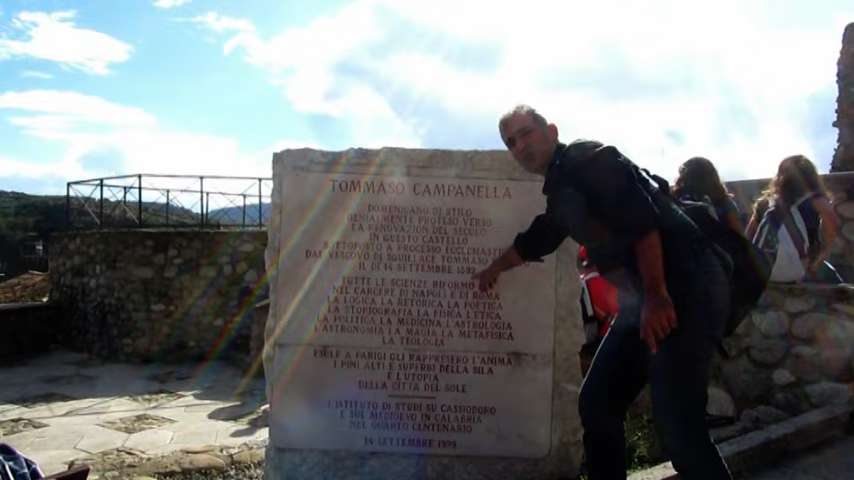 TOMMASO CAMPANELLA
DOMENICANO DI STILO
GENIALMENTE PROTESO VERSO
LA RENOVAZION DEL SECOLO
IN QUESTO CASTELLO
SOTTOPOSTO A PROCESSO ECCLESIASTI
DAL VESCOVO DI SQUILLACE TOMMASO
IL DI 14 SETTEMBRE 1599
TUTTE LE SCIENZE RIFORMÒ
NEL CARCERE DI NAPOLI E DI ROMA
LA LOGICA LA RETORICA LA POETICA
LA STORIOGRAFIA LA FISICA L'ETICA
LA POLITICA LA MEDICINA L'ASTROLOGIA
L'ASTRONOMIA LA MAGIA LA METAFISICA
LA TEOLOGIA
ESULE A PARIGI GLI RAPPRESERO L'ANIMA
I PINI ALTI E SUPERBI DELLA SILA
E L'UTOPIA
DELLA CITTÀ DEL SOLE
L'ISTITUTO DI STUDI SU CASSIODORO
E SUL MEDIOEVO IN CALABRIA
NEL QUARTO CENTENARIO
14 SETTEMBRE 1999